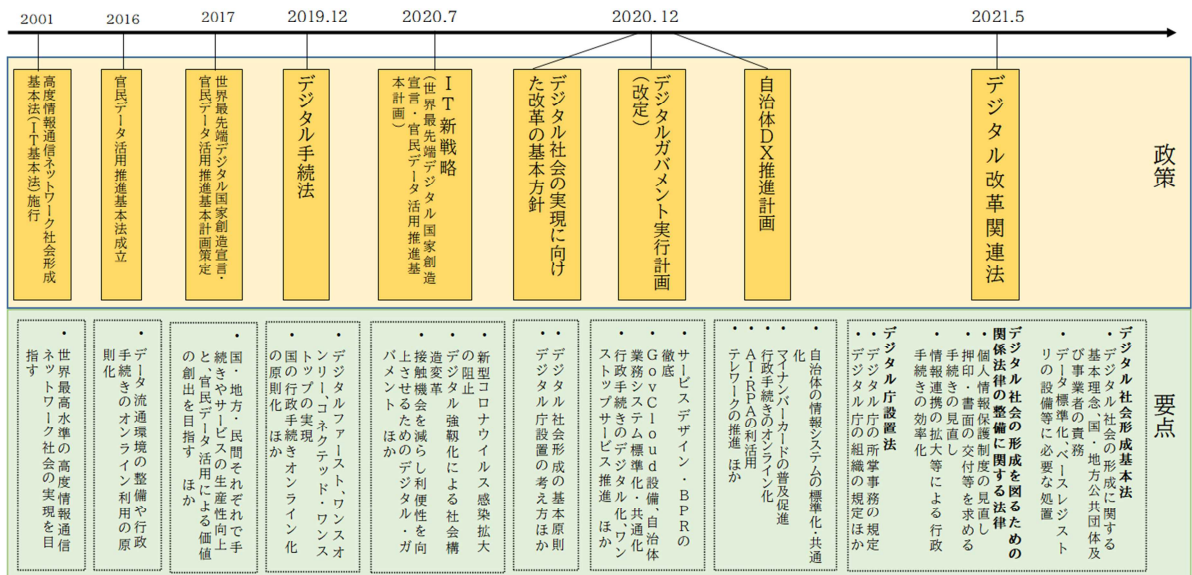 2001
2016
2017
2019.12
2020.7
2020.12
2021.5
政策
高度情報通信ネットワーク社会形成
基本法（IT基本法）施行
官民データ活用推進基本法成立
世界最先端デジタル国家創造宣言・
官民データ活用推進基本計画策定
デジタル手続法
IT新戦略
（世界最先端デジタル国家創造
宣言・官民データ活用推進基
本計画）
デジタル社会の実現に向け
た改革の基本方針
デジタルガバメント実行計画
（改定）
自治体DX推進計画
デジタル改革関連法
要点
・世界最高水準の高度情報通信
ネットワーク社会の実現を目
指す
・データ流通環境の整備や行政
手続きのオンライン利用の原
則化
・国・地方・民間それぞれで手
続きやサービスの生産性向上
と、官民データ活用による価値
の創出を目指す　ほか
・デジタルファースト、ワンスオ
ンリー、コネクテッド・ワンス
トップの実現
・国の行政手続きオンライン化
の原則化　ほか
・新型コロナウイルス感染拡大
の阻止
・デジタル強靱化による社会構
造変革
・接触機会を減らし利便性を向
上させるためのデジタル・ガ
バメント
・デジタル社会形成の基本原則
・デジタル庁設置の考え方ほか
・サービスデザイン・BPRの
徹底
・GovCloud設備、自治体
業務システム標準化・共通化
・行政手続きのデジタル化、ワン
ストップサービス推進　ほか
・自治体の情報システムの標準化・共通
化
・マイナンバーカードの普及促進
・行政手続きのオンライン化
・AI・RPAの利活用
・テレワークの推進　ほか
デジタル社会形成基本法
・デジタル社会の形成に関する
基本理念、国・地方公共団体及
び事業者の責務
・データ標準化、ベースレジスト
リの設備等に必要な処置
デジタル社会の形成を図るための
関係法律の整備に関する法律
・個人情報保護制度の見直し
・押印・書面の交付等を求める
手続きの見直し
・情報連携の拡大等による行政
手続きの効率化
デジタル庁設置法
・デジタル庁の所掌事務の規定
・デジタル庁の組織の規定ほか